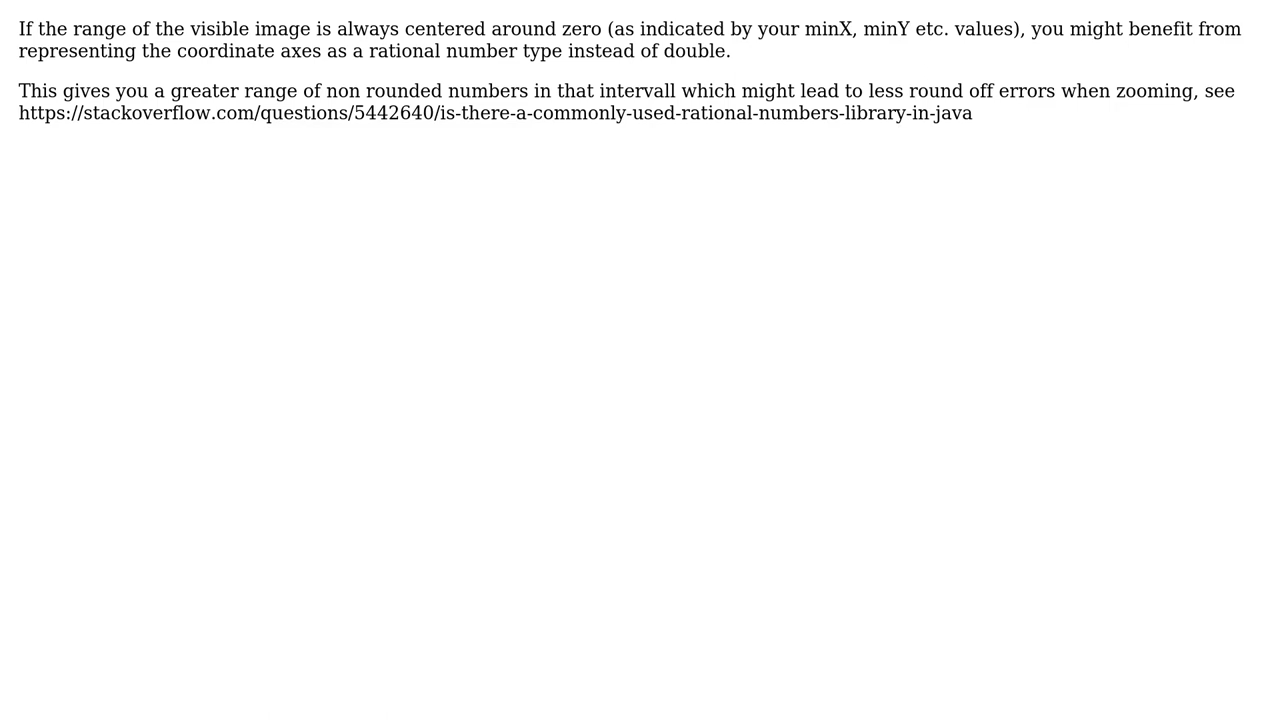 If the range of the visible image is always centered around zero (as indicated by your minX, minY etc. values), you might benefit from
representing the coordinate axes as a rational number type instead of double.
This gives you a greater range of non rounded numbers in that intervall which might lead to less round off errors when zooming, see
https://stackoverflow.com/questions/5442640/is-there-a-commonly-used-rational-numbers-library-in-java